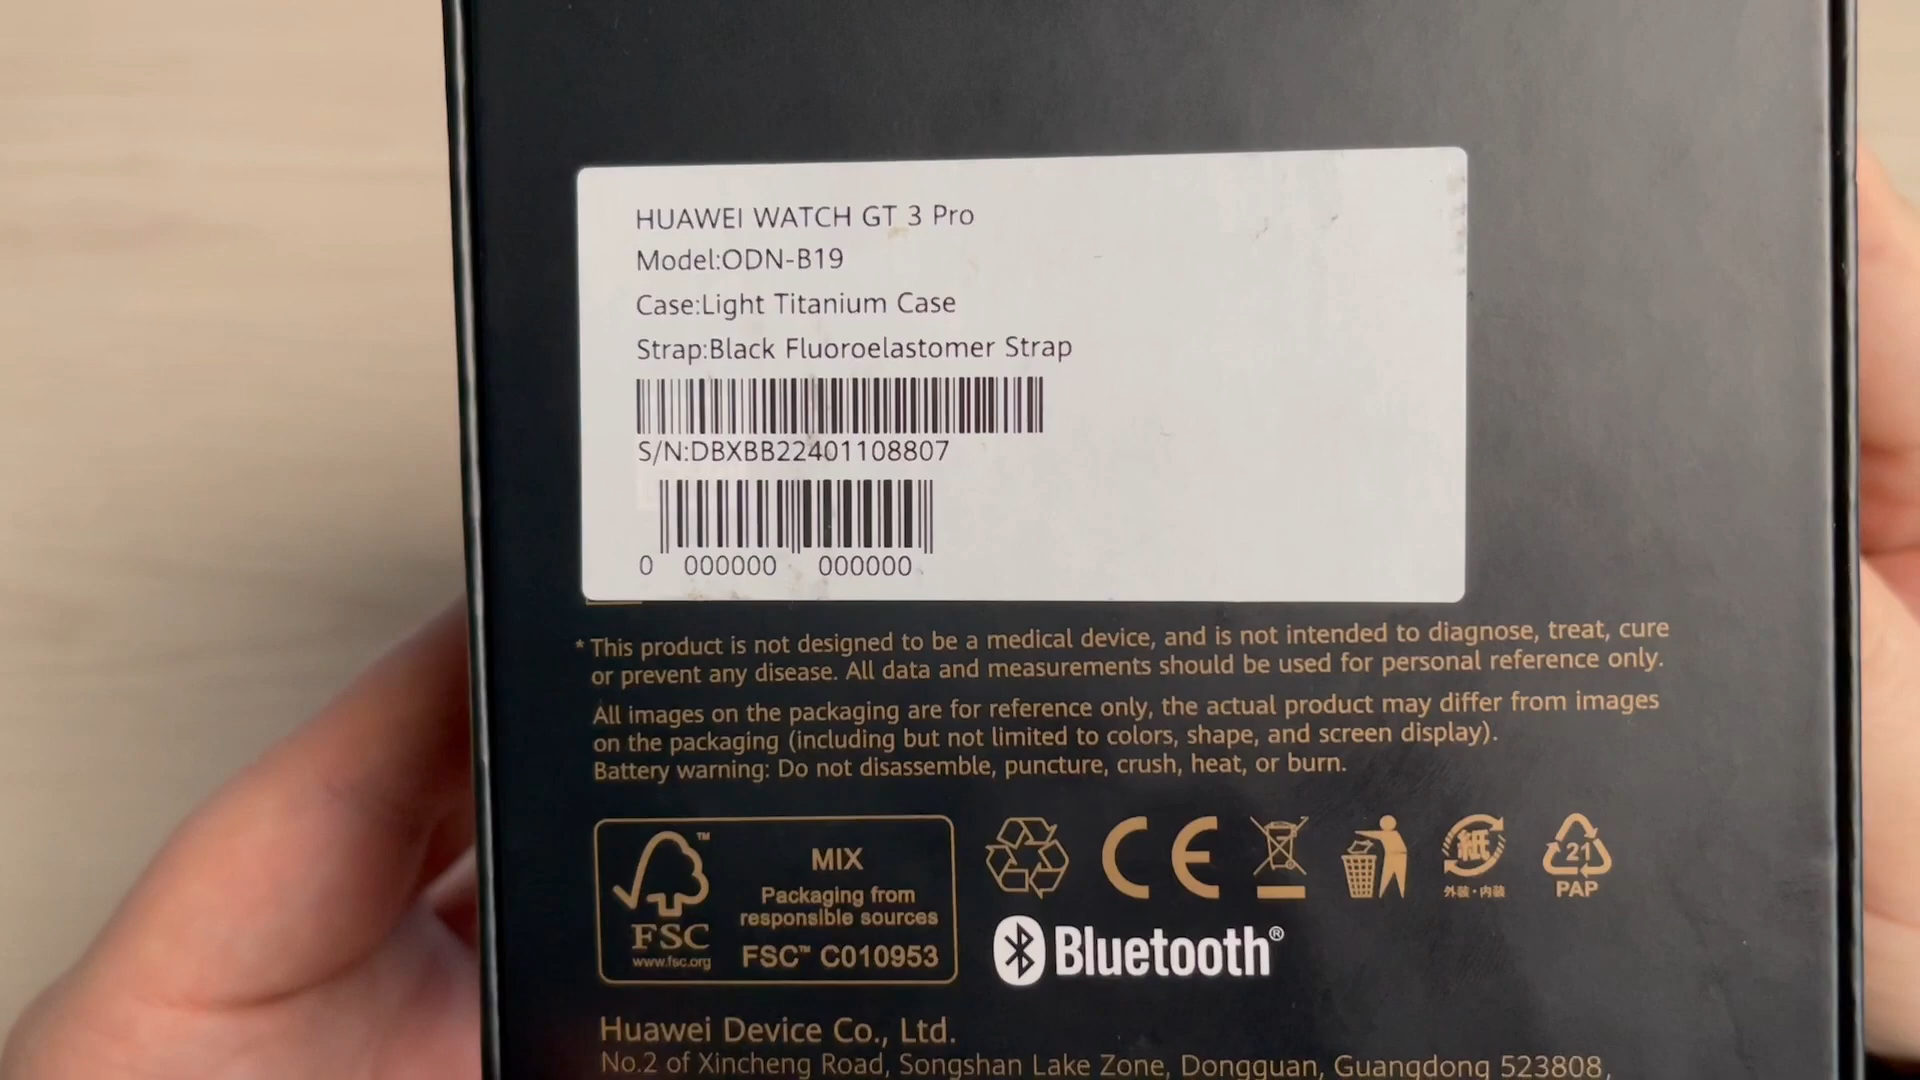 HUAWEI WATCH GT 3 Pro
Model:ODN-B19
Case:Light Titanium Case
Strap:Black Fluoroelastomer Strap
S/N:DBXBB22401108807
0 000000 000000
* This product is not designed to be a medical device, and is not intended to diagnose, treat, cure
or prevent any disease. All data and measurements should be used for personal reference only.
All images on the packaging are for reference only, the actual product may differ from images
on the packaging (including but not limited to colors, shape, and screen display).
Battery warning: Do not disassemble, puncture, crush, heat, or burn.
™
FSC
www.fsc.org
MIX
Packaging from
responsible sources
FSC™ C010953
CE
紙
外装・内装
21
PAP
Bluetooth®
Huawei Device Co., Ltd.
No.2 of Xincheng Road, Songshan Lake Zone, Dongguan, Guangdong 523808,